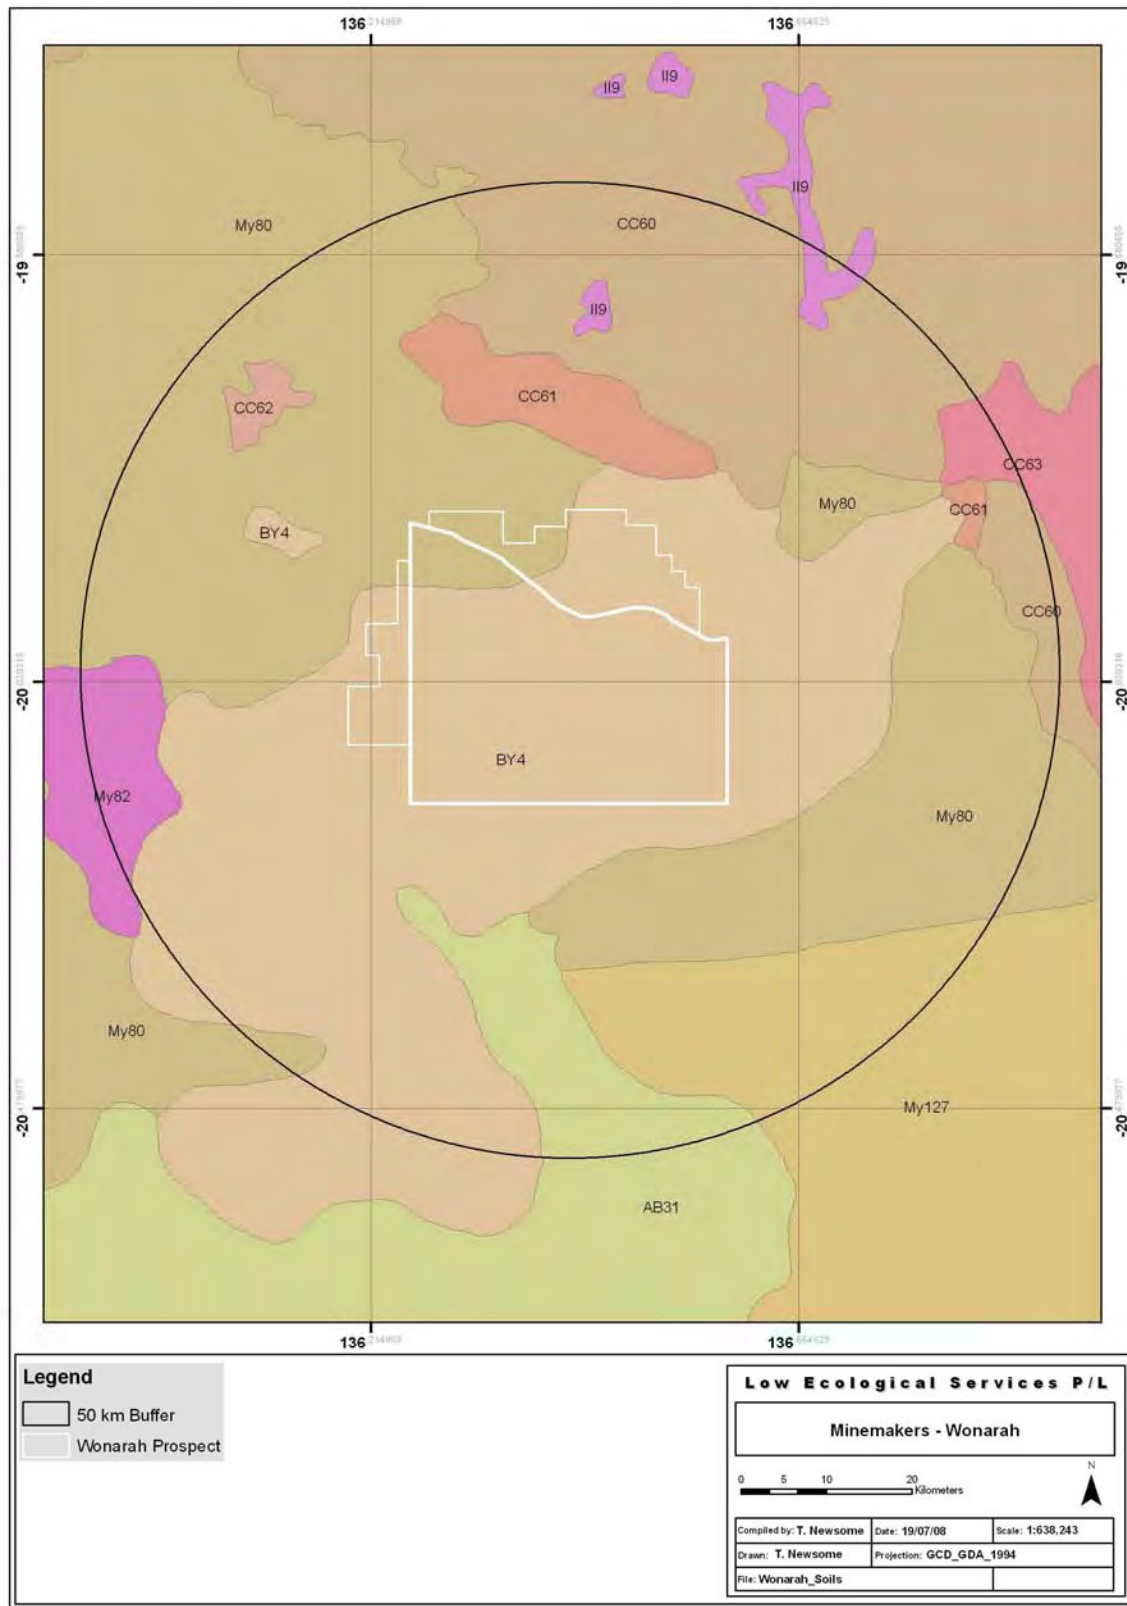 136.214968 136.664625
II9 II9
II9
My80 CC60
-19 -19
II9
CC62 CC61
CC63
My80 CC61
BY4
CC60
-20 -20
BY4
My82 My80
My80
-20 -20
My127
AB31
136 136
Legend
50 km Buffer
Wonarah Prospect
Low Ecological Services P/L
Minemakers - Wonarah
N
0 5 10 20
Kilometers
Compiled by: T. Newsome Date: 19/07/08 Scale: 1:638,243
Drawn: T. Newsome Projection: GCD_GDA_1994
File: Wonarah_Soils